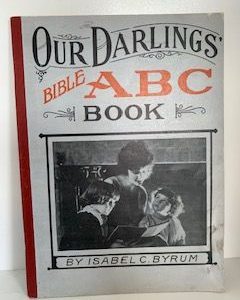 OUR DARLINGS'
BIBLE ABC
BOOK
BY ISABEL C. BYRUM